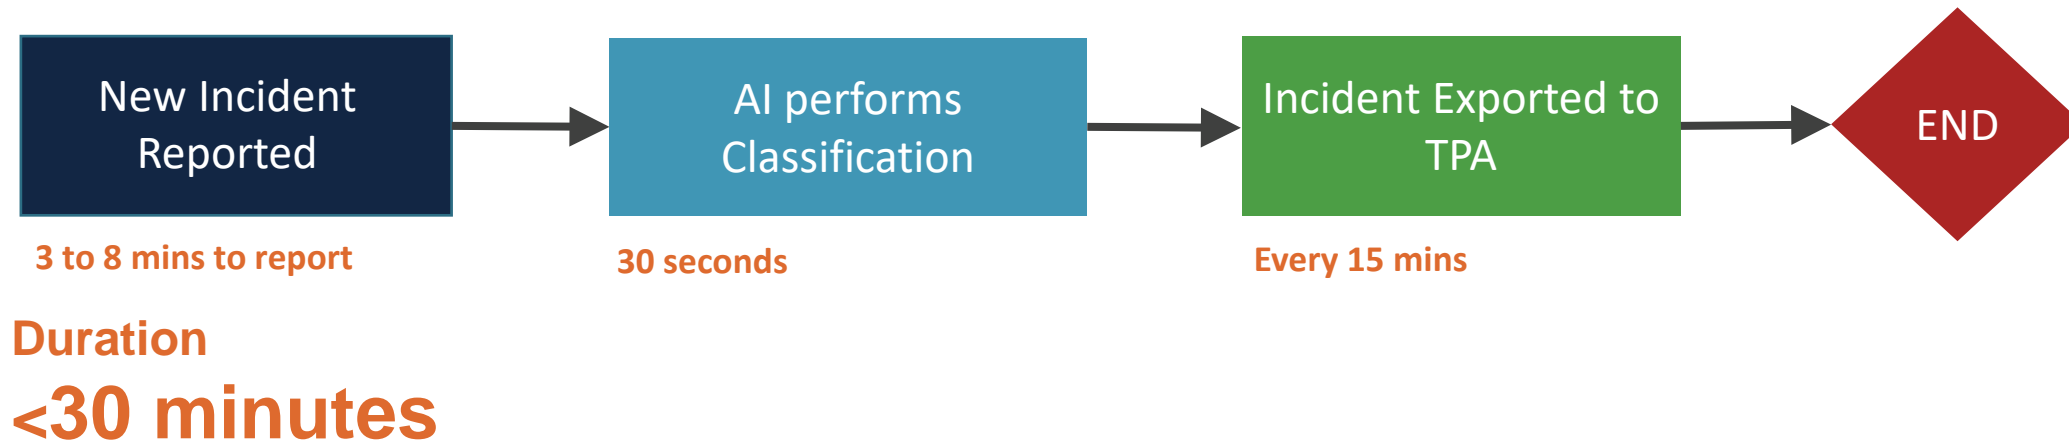 New Incident
Reported
AI performs
Classification
Incident Exported to
TPA
END
3 to 8 mins to report
30 seconds
Every 15 mins
Duration
<30 minutes